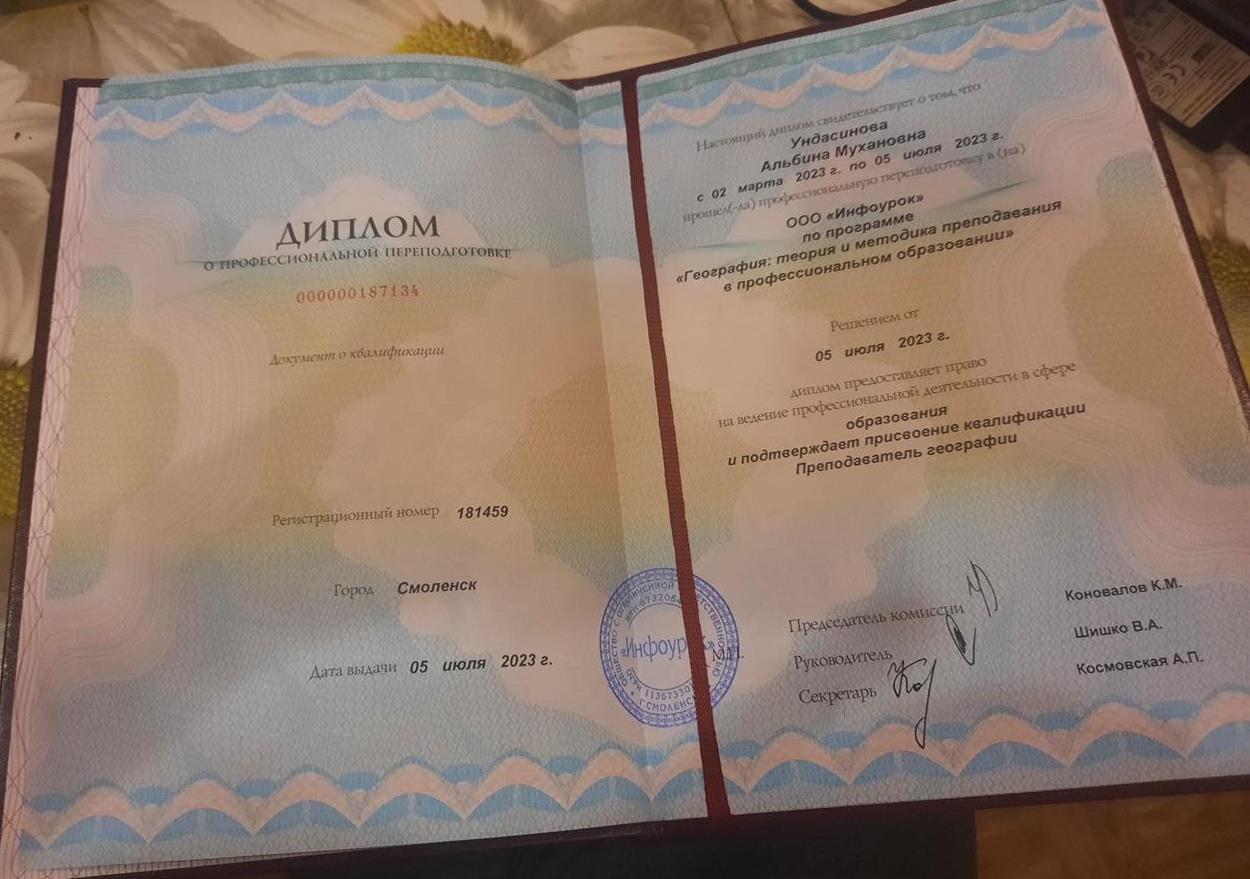 ДИПЛОМ
О ПРОФЕССИОНАЛЬНОЙ ПЕРЕПОДГОТОВКЕ
000000187134
Документ о квалификации
Регистрационный номер 181459
Город Смоленск
Дата выдачи 05 июля 2023 г.
Настоящий диплом свидетельствует о том, что
Ундасинова
Альбина Мухановна
с 02 марта 2023 г. по 05 июля 2023 г.
прошел(-ла) профессиональную переподготовку в (на)
ООО «Инфоурок»
по программе
«География: теория и методика преподавания
в профессиональном образовании»
Решением от
05 июля 2023 г.
диплом предоставляет право
на ведение профессиональной деятельности в сфере
образования
и подтверждает присвоение квалификации
Преподаватель географии
Председатель комиссии Коновалов К.М.
Руководитель Шишко В.А.
Секретарь Космовская А.П.
М.П.
«Инфоурок»
Г.СМОЛЕНСК